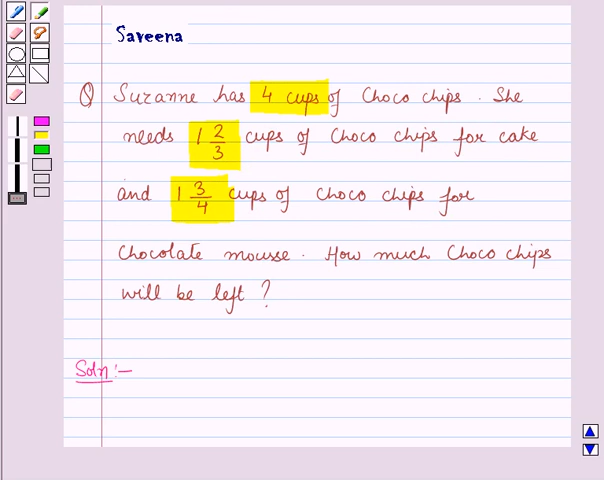 Saveena
Q Suzanne has 4 cups of Choco chips. She
needs 1 2/3 cups of Choco chips for cake
and 1 3/4 cups of Choco chips for
Chocolate mousse. How much Choco chips
will be left?
Soln:-